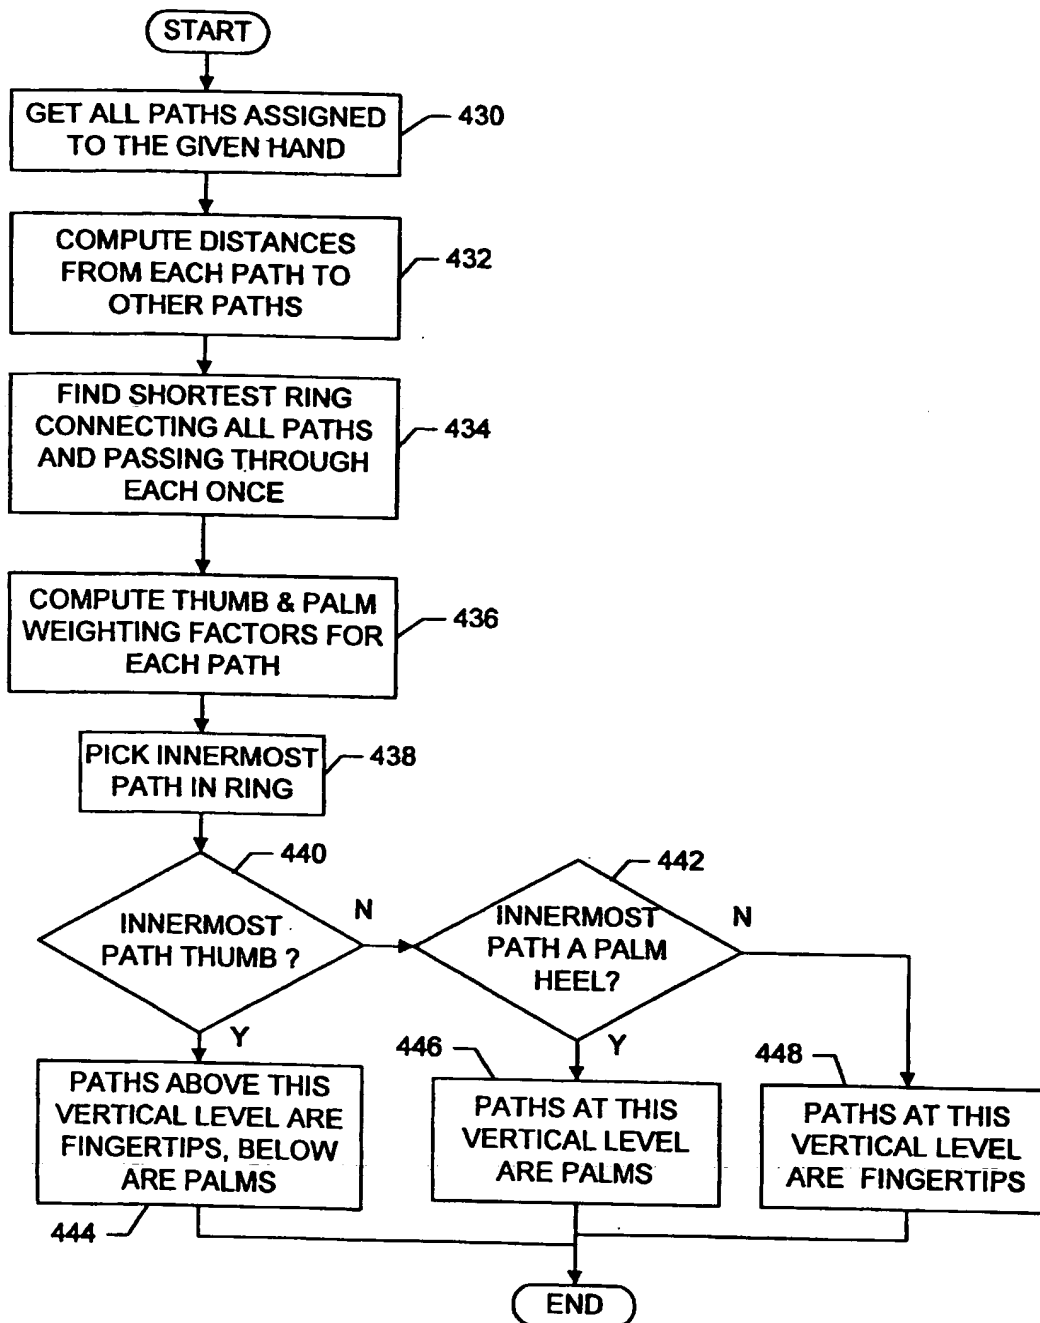 START
GET ALL PATHS ASSIGNED
TO THE GIVEN HAND
430
COMPUTE DISTANCES
FROM EACH PATH TO
OTHER PATHS
432
FIND SHORTEST RING
CONNECTING ALL PATHS
AND PASSING THROUGH
EACH ONCE
434
COMPUTE THUMB & PALM
WEIGHTING FACTORS FOR
EACH PATH
436
PICK INNERMOST
PATH IN RING
438
440
INNERMOST
PATH THUMB ?
N
Y
442
INNERMOST
PATH A PALM
HEEL?
N
Y
PATHS ABOVE THIS
VERTICAL LEVEL ARE
FINGERTIPS, BELOW
ARE PALMS
444
446
PATHS AT THIS
VERTICAL LEVEL
ARE PALMS
448
PATHS AT THIS
VERTICAL LEVEL
ARE FINGERTIPS
END